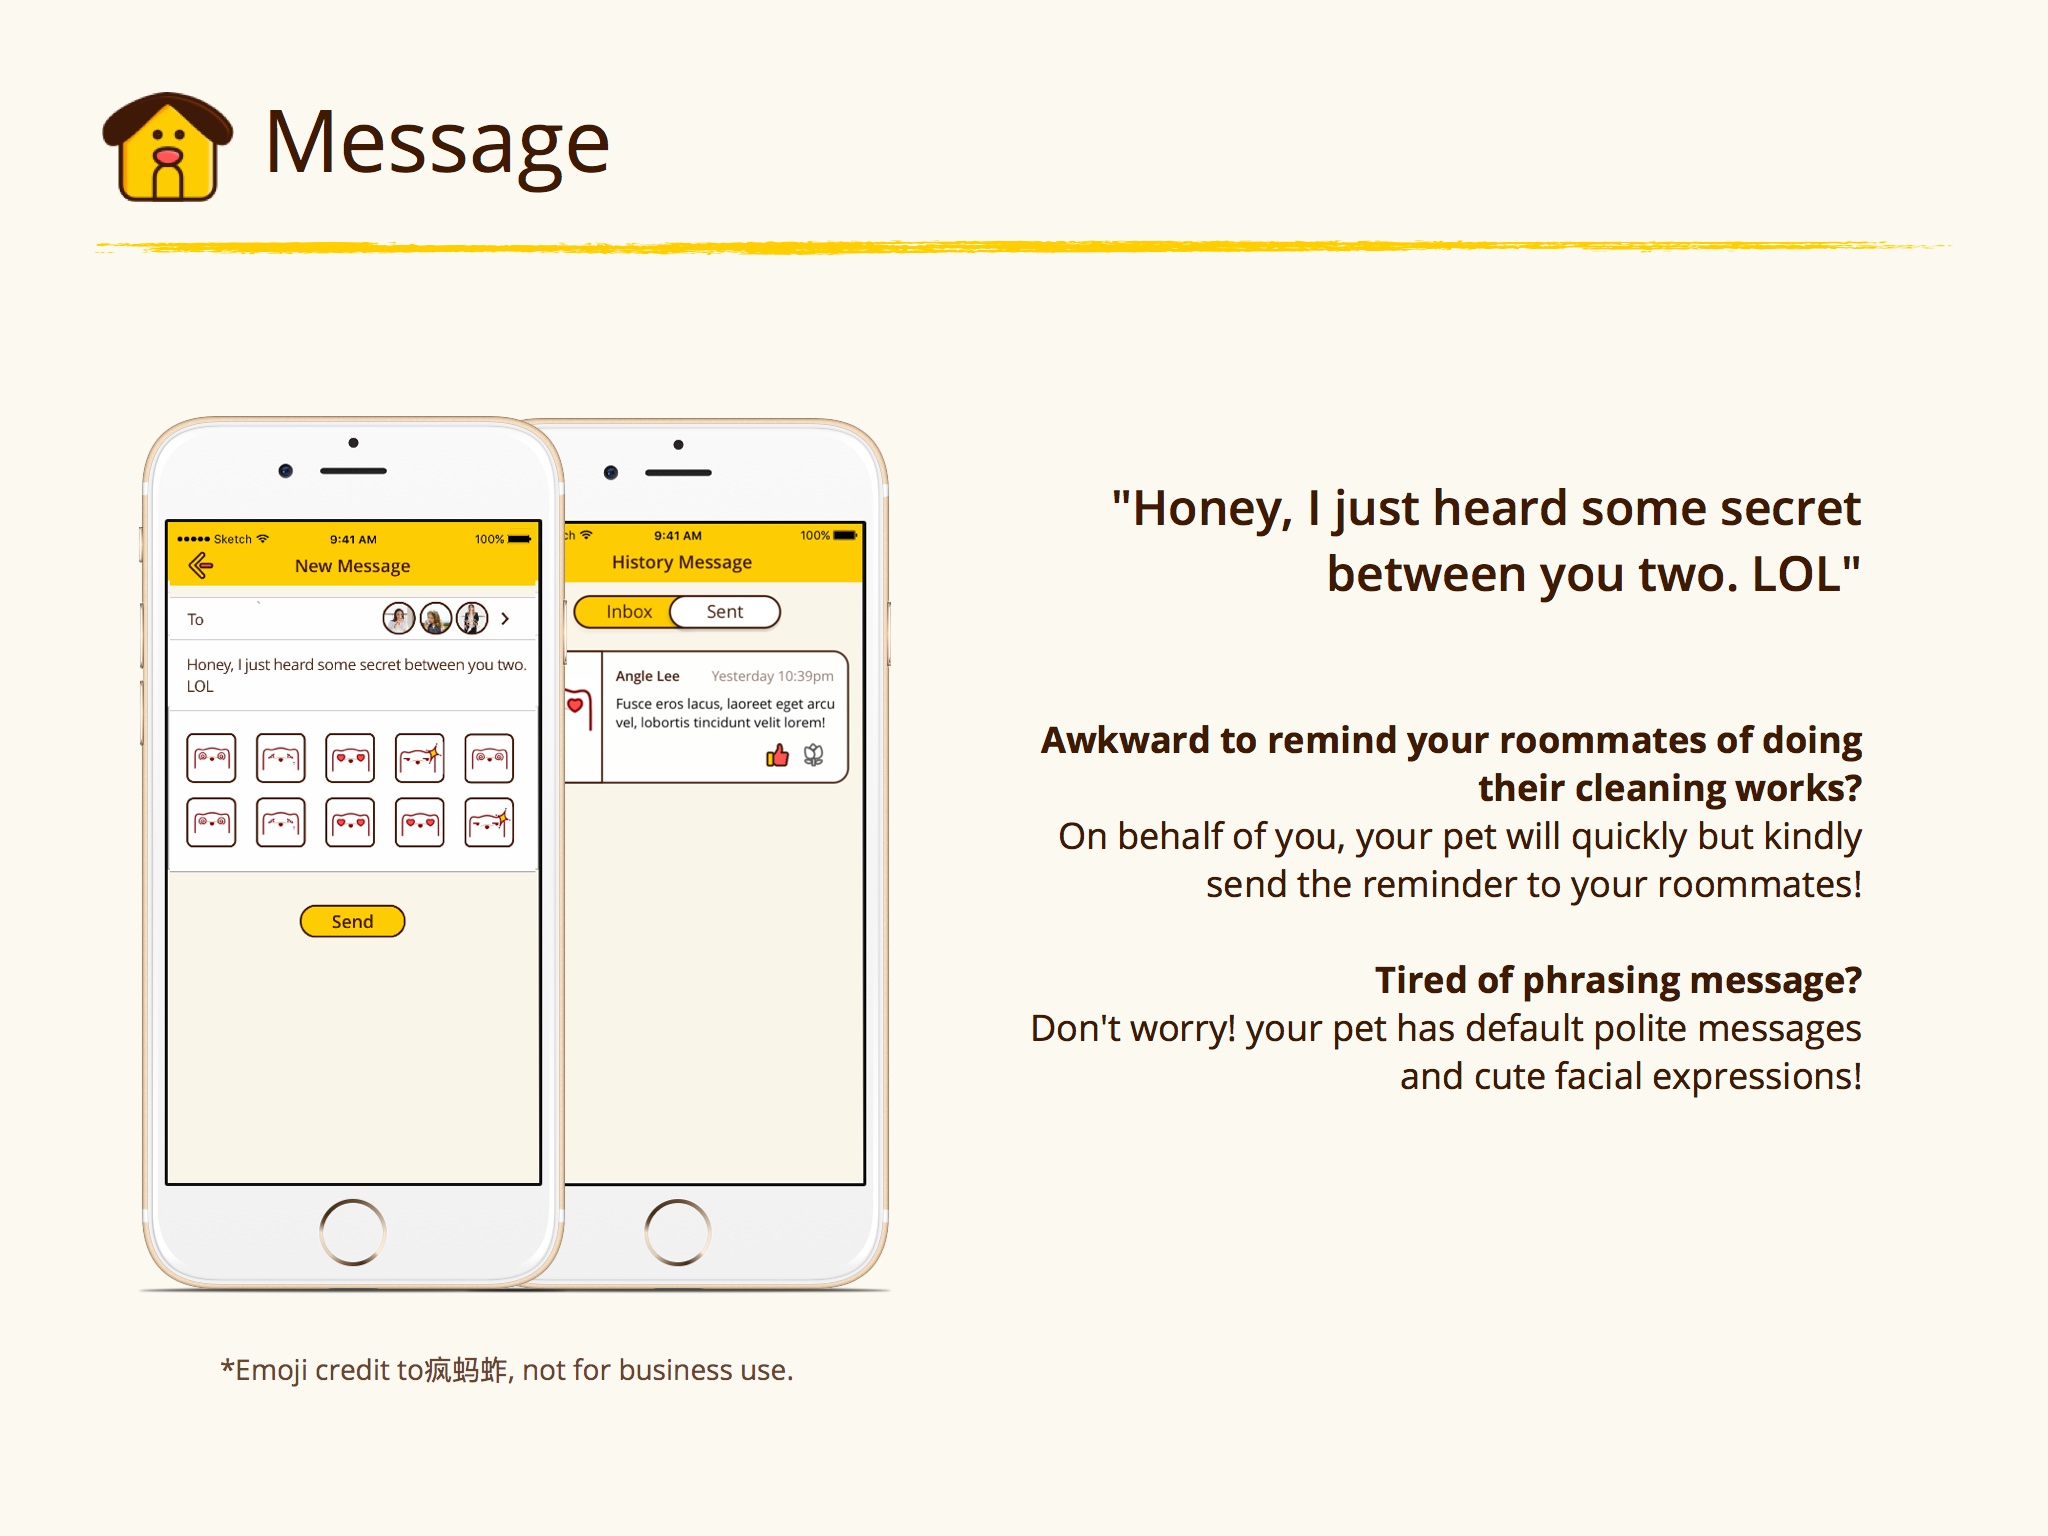 Message
Sketch 9:41 AM 100%
New Message
To
Honey, I just heard some secret between you two.
LOL
Send
ch 9:41 AM 100%
History Message
Inbox Sent
Angle Lee Yesterday 10:39pm
Fusce eros lacus, laoreet eget arcu
vel, lobortis tincidunt velit lorem!
"Honey, I just heard some secret
between you two. LOL"
Awkward to remind your roommates of doing
their cleaning works?
On behalf of you, your pet will quickly but kindly
send the reminder to your roommates!
Tired of phrasing message?
Don't worry! your pet has default polite messages
and cute facial expressions!
*Emoji credit to疯蚂蚱, not for business use.